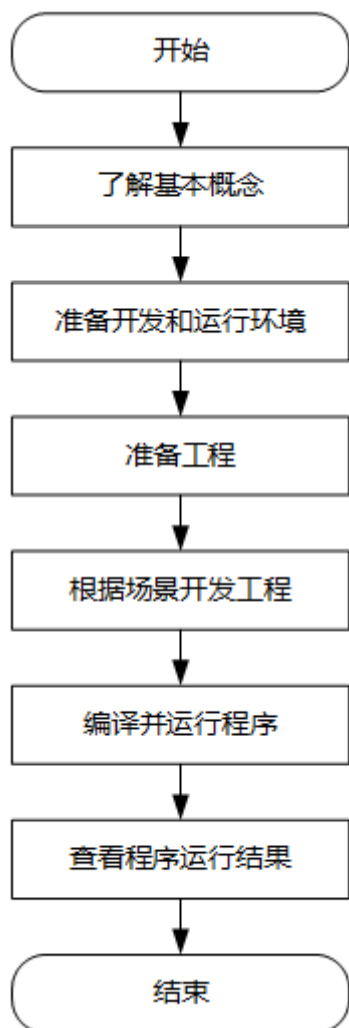 开始
了解基本概念
准备开发和运行环境
准备工程
根据场景开发工程
编译并运行程序
查看程序运行结果
结束